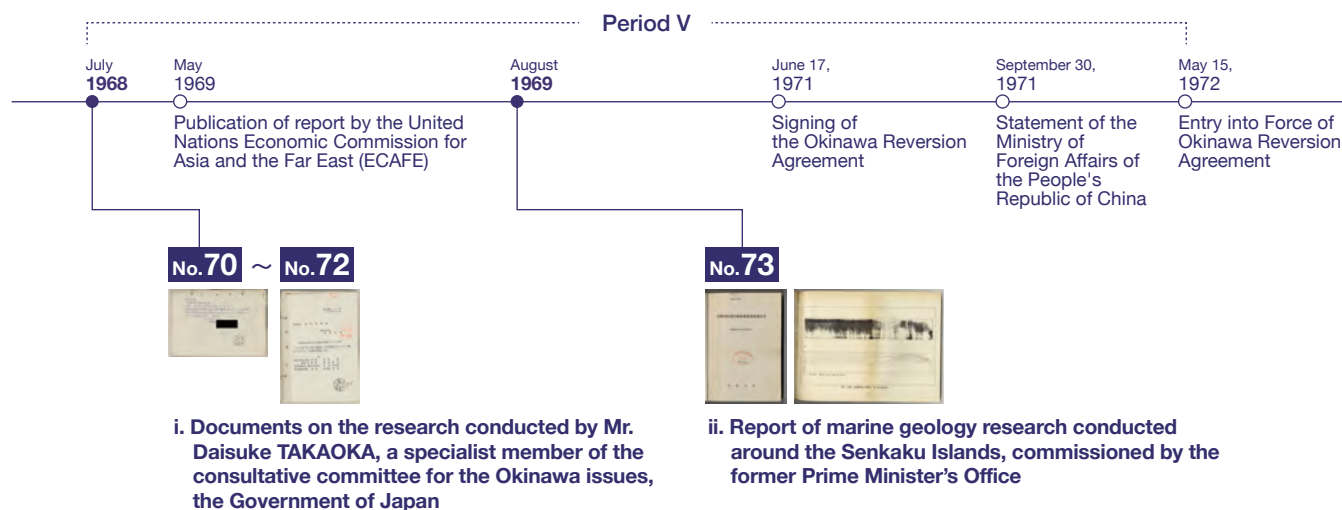 Period V
July
1968
May
1969
August
1969
June 17,
1971
September 30,
1971
May 15,
1972
Publication of report by the United
Nations Economic Commission for
Asia and the Far East (ECAFE)
Signing of
the Okinawa Reversion
Agreement
Statement of the
Ministry of
Foreign Affairs of
the People's
Republic of China
Entry into Force of
Okinawa Reversion
Agreement
No.70 ~ No.72
No.73
i. Documents on the research conducted by Mr.
Daisuke TAKAOKA, a specialist member of the
consultative committee for the Okinawa issues,
the Government of Japan
ii. Report of marine geology research conducted
around the Senkaku Islands, commissioned by the
former Prime Minister’s Office